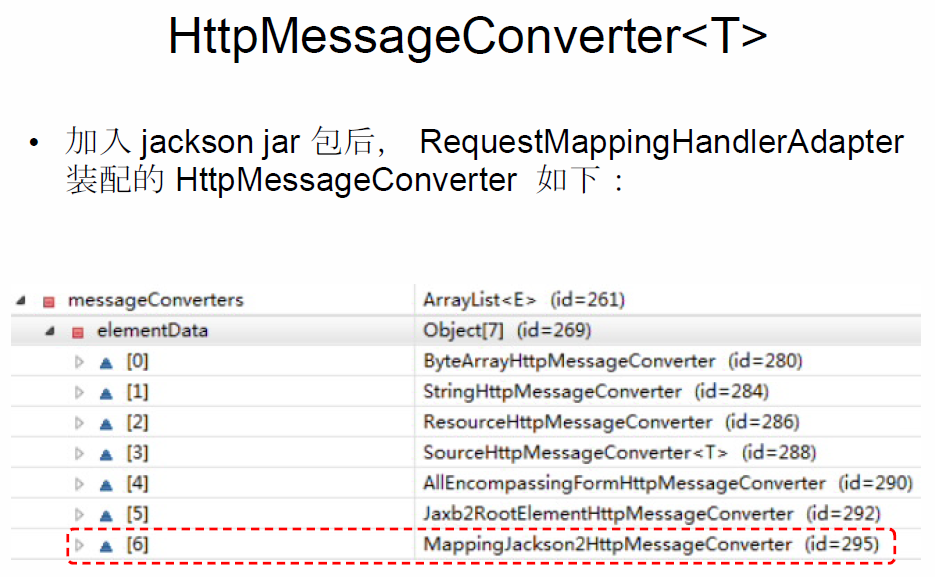 HttpMessageConverter<T>
• 加入 jackson jar 包后， RequestMappingHandlerAdapter
装配的 HttpMessageConverter 如下：
messageConverters ArrayList<E> (id=261)
elementData Object[7] (id=269)
[0] ByteArrayHttpMessageConverter (id=280)
[1] StringHttpMessageConverter (id=284)
[2] ResourceHttpMessageConverter (id=286)
[3] SourceHttpMessageConverter<T> (id=288)
[4] AllEncompassingFormHttpMessageConverter (id=290)
[5] Jaxb2RootElementHttpMessageConverter (id=292)
[6] MappingJackson2HttpMessageConverter (id=295)